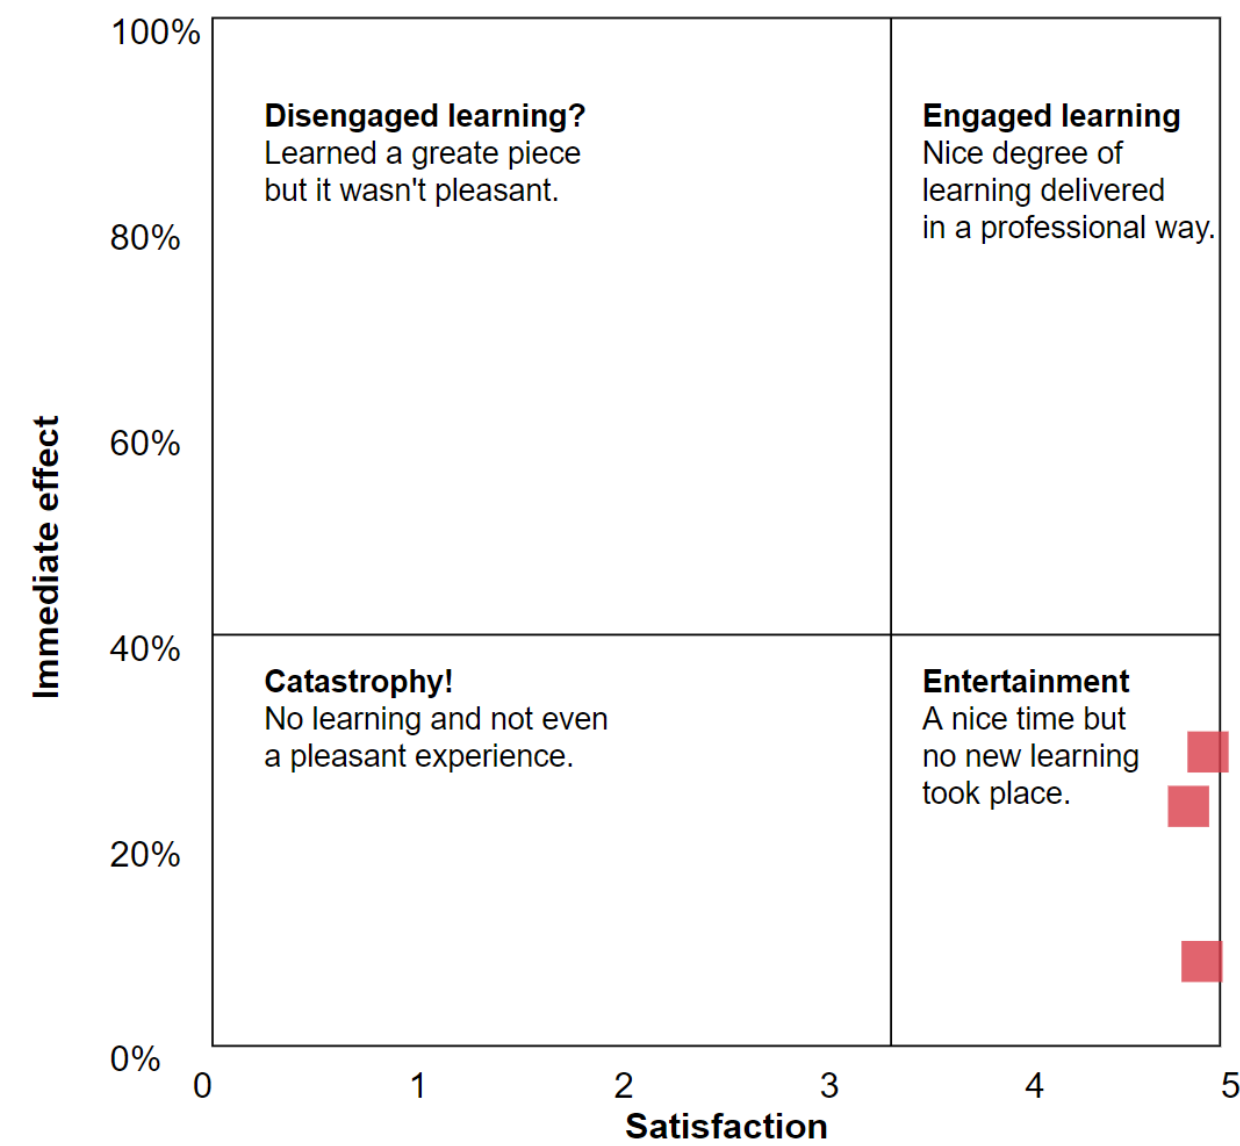 100%
Disengaged learning?
Learned a greate piece
but it wasn't pleasant.
Engaged learning
Nice degree of
learning delivered
in a professional way.
80%
60%
Immediate effect
40%
Catastrophy!
No learning and not even
a pleasant experience.
Entertainment
A nice time but
no new learning
took place.
20%
0%
0 1 2 3 4 5
Satisfaction